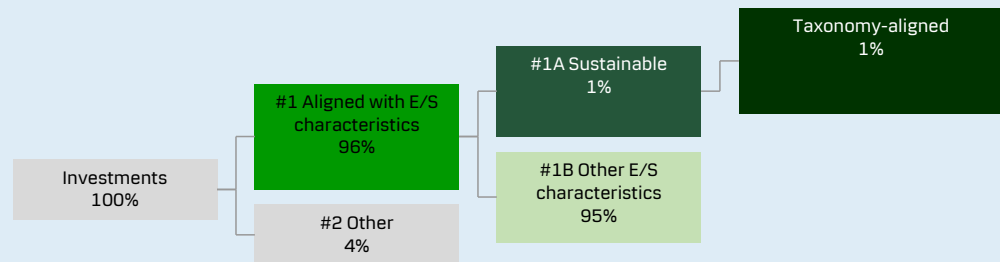 Investments
100%
#1 Aligned with E/S
characteristics
96%
#2 Other
4%
#1A Sustainable
1%
#1B Other E/S
characteristics
95%
Taxonomy-aligned
1%